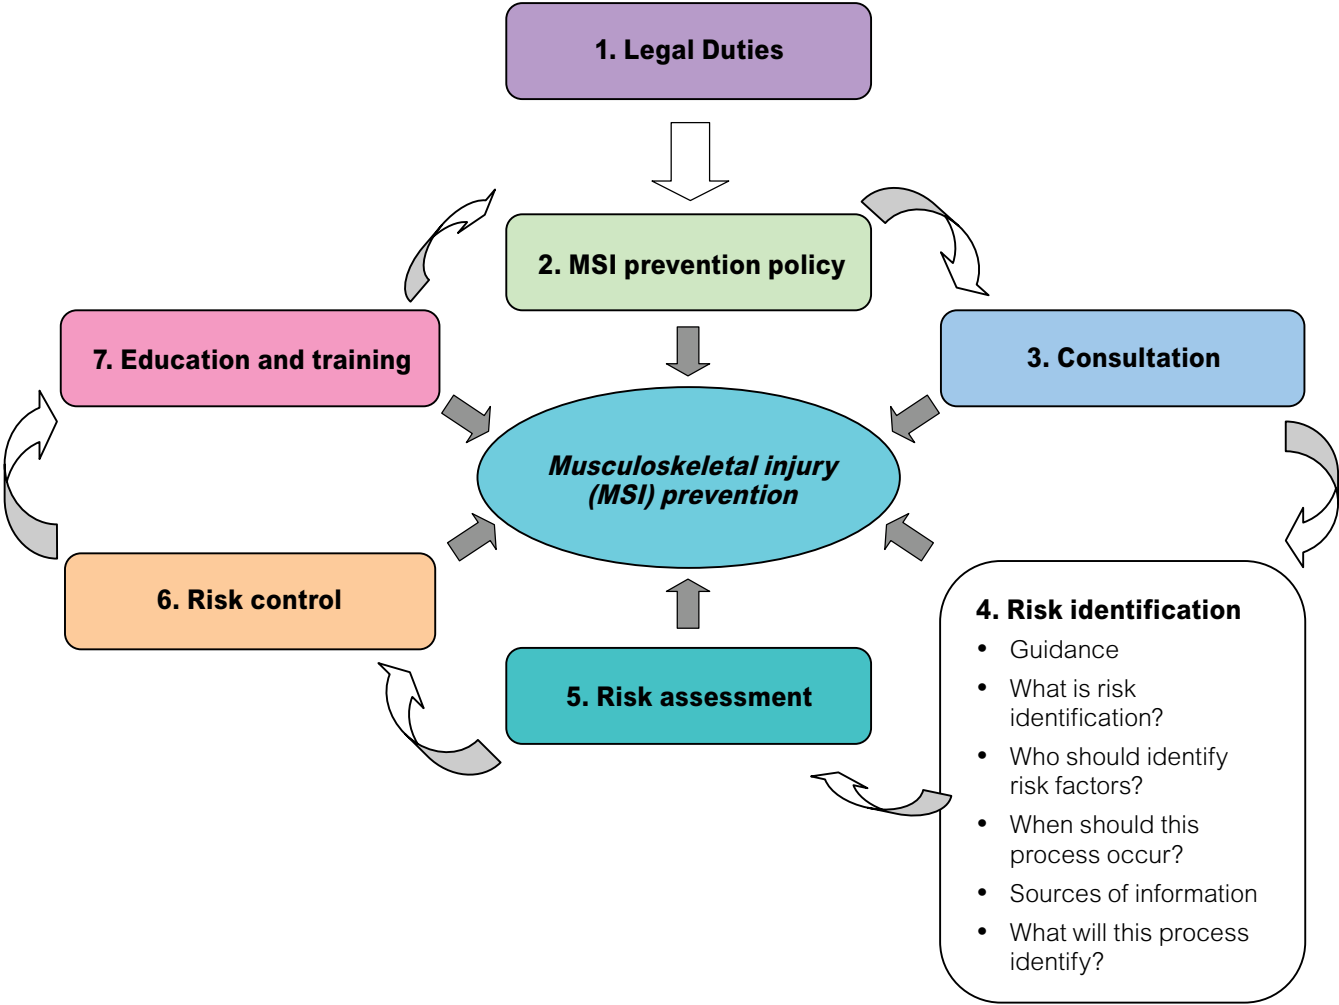 1. Legal Duties
2. MSI prevention policy
7. Education and training
3. Consultation
Musculoskeletal injury
(MSI) prevention
6. Risk control
5. Risk assessment
4. Risk identification
• Guidance
• What is risk
identification?
• Who should identify
risk factors?
• When should this
process occur?
• Sources of information
• What will this process
identify?